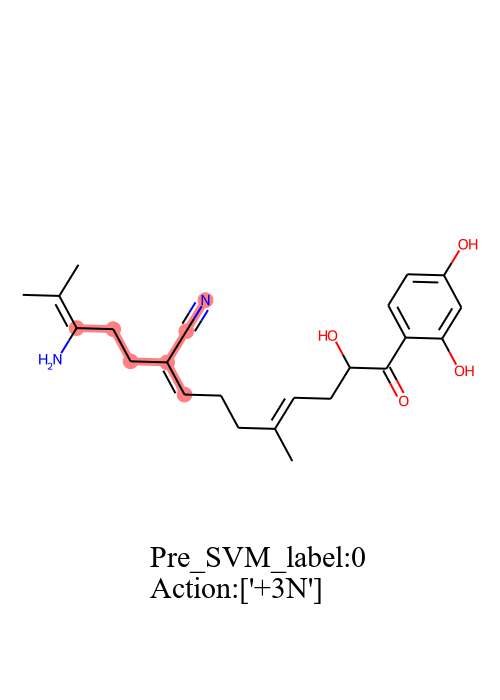 OH
N
HO
H2N
OH
O
Pre_SVM_label:0
Action:['+3N']